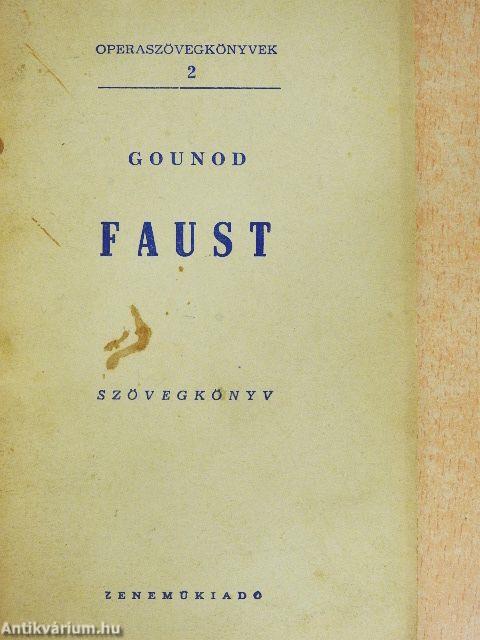 OPERASZÖVEGKÖNYVEK
2
GOUNOD
FAUST
SZÖVEGKÖNYV
ZENEMŰKIADÓ
Antikvárium.hu